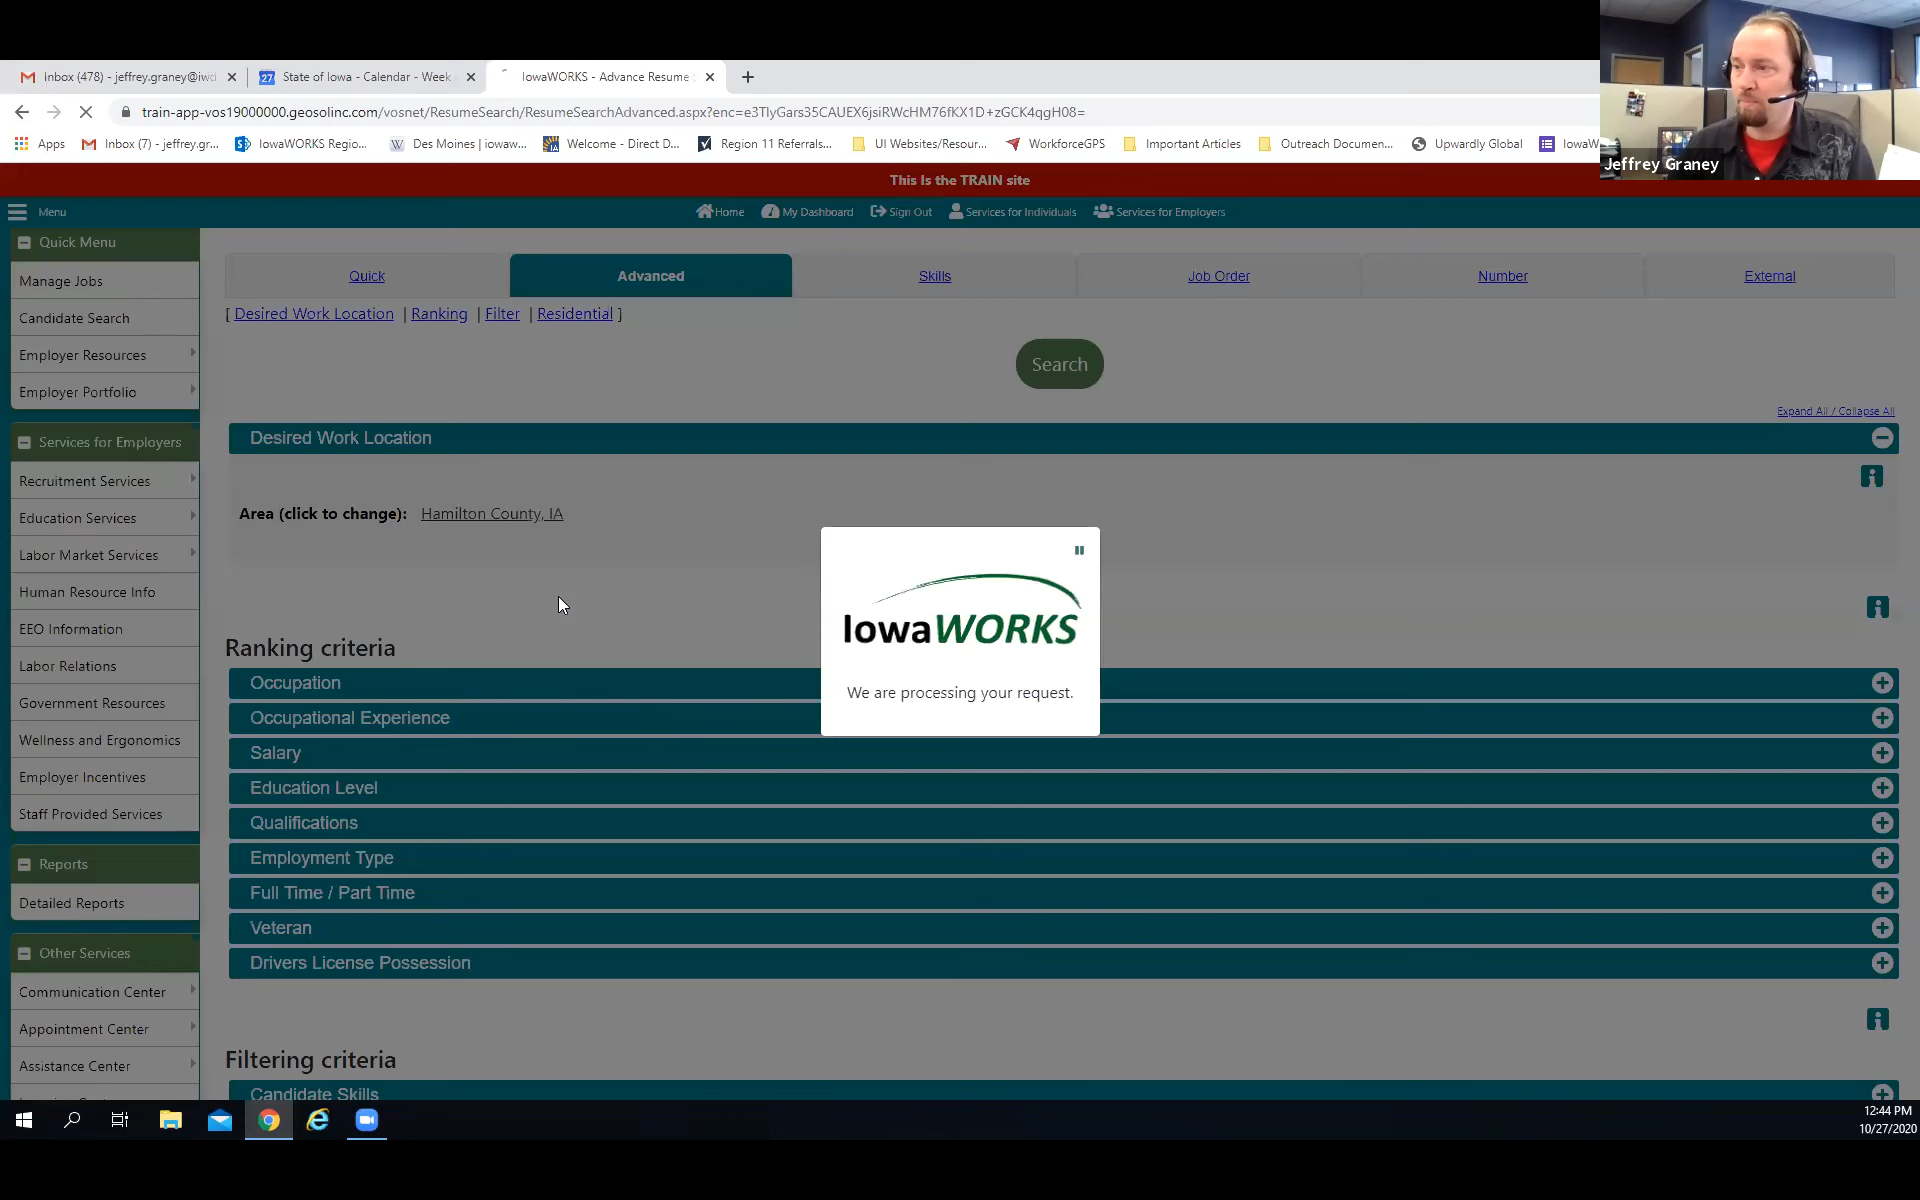 Inbox (478) - jeffrey.graney@iwd
State of Iowa - Calendar - Week
IowaWORKS - Advance Resume
train-app-vos19000000.geosolinc.com/vosnet/ResumeSearch/ResumeSearchAdvanced.aspx?enc=e3TlyGars35CAUEX6jsiRWcHM76fKX1D+zGCK4qgH08=
Apps
Inbox (7) - jeffrey.gr...
IowaWORKS Regio...
Des Moines | iowaw...
Welcome - Direct D...
Region 11 Referrals...
UI Websites/Resour...
WorkforceGPS
Important Articles
Outreach Documen...
Upwardly Global
IowaW
Jeffrey Graney
This Is the TRAIN site
Menu
Home
My Dashboard
Sign Out
Services for Individuals
Services for Employers
Quick Menu
Manage Jobs
Candidate Search
Employer Resources
Employer Portfolio
Services for Employers
Recruitment Services
Education Services
Labor Market Services
Human Resource Info
EEO Information
Labor Relations
Government Resources
Wellness and Ergonomics
Employer Incentives
Staff Provided Services
Reports
Detailed Reports
Other Services
Communication Center
Appointment Center
Assistance Center
Quick
Advanced
Skills
Job Order
Number
External
[ Desired Work Location | Ranking | Filter | Residential ]
Search
Expand All / Collapse All
Desired Work Location
Area (click to change): Hamilton County, IA
IowaWORKS
We are processing your request.
Ranking criteria
Occupation
Occupational Experience
Salary
Education Level
Qualifications
Employment Type
Full Time / Part Time
Veteran
Drivers License Possession
Filtering criteria
Candidate Skills
12:44 PM
10/27/2020